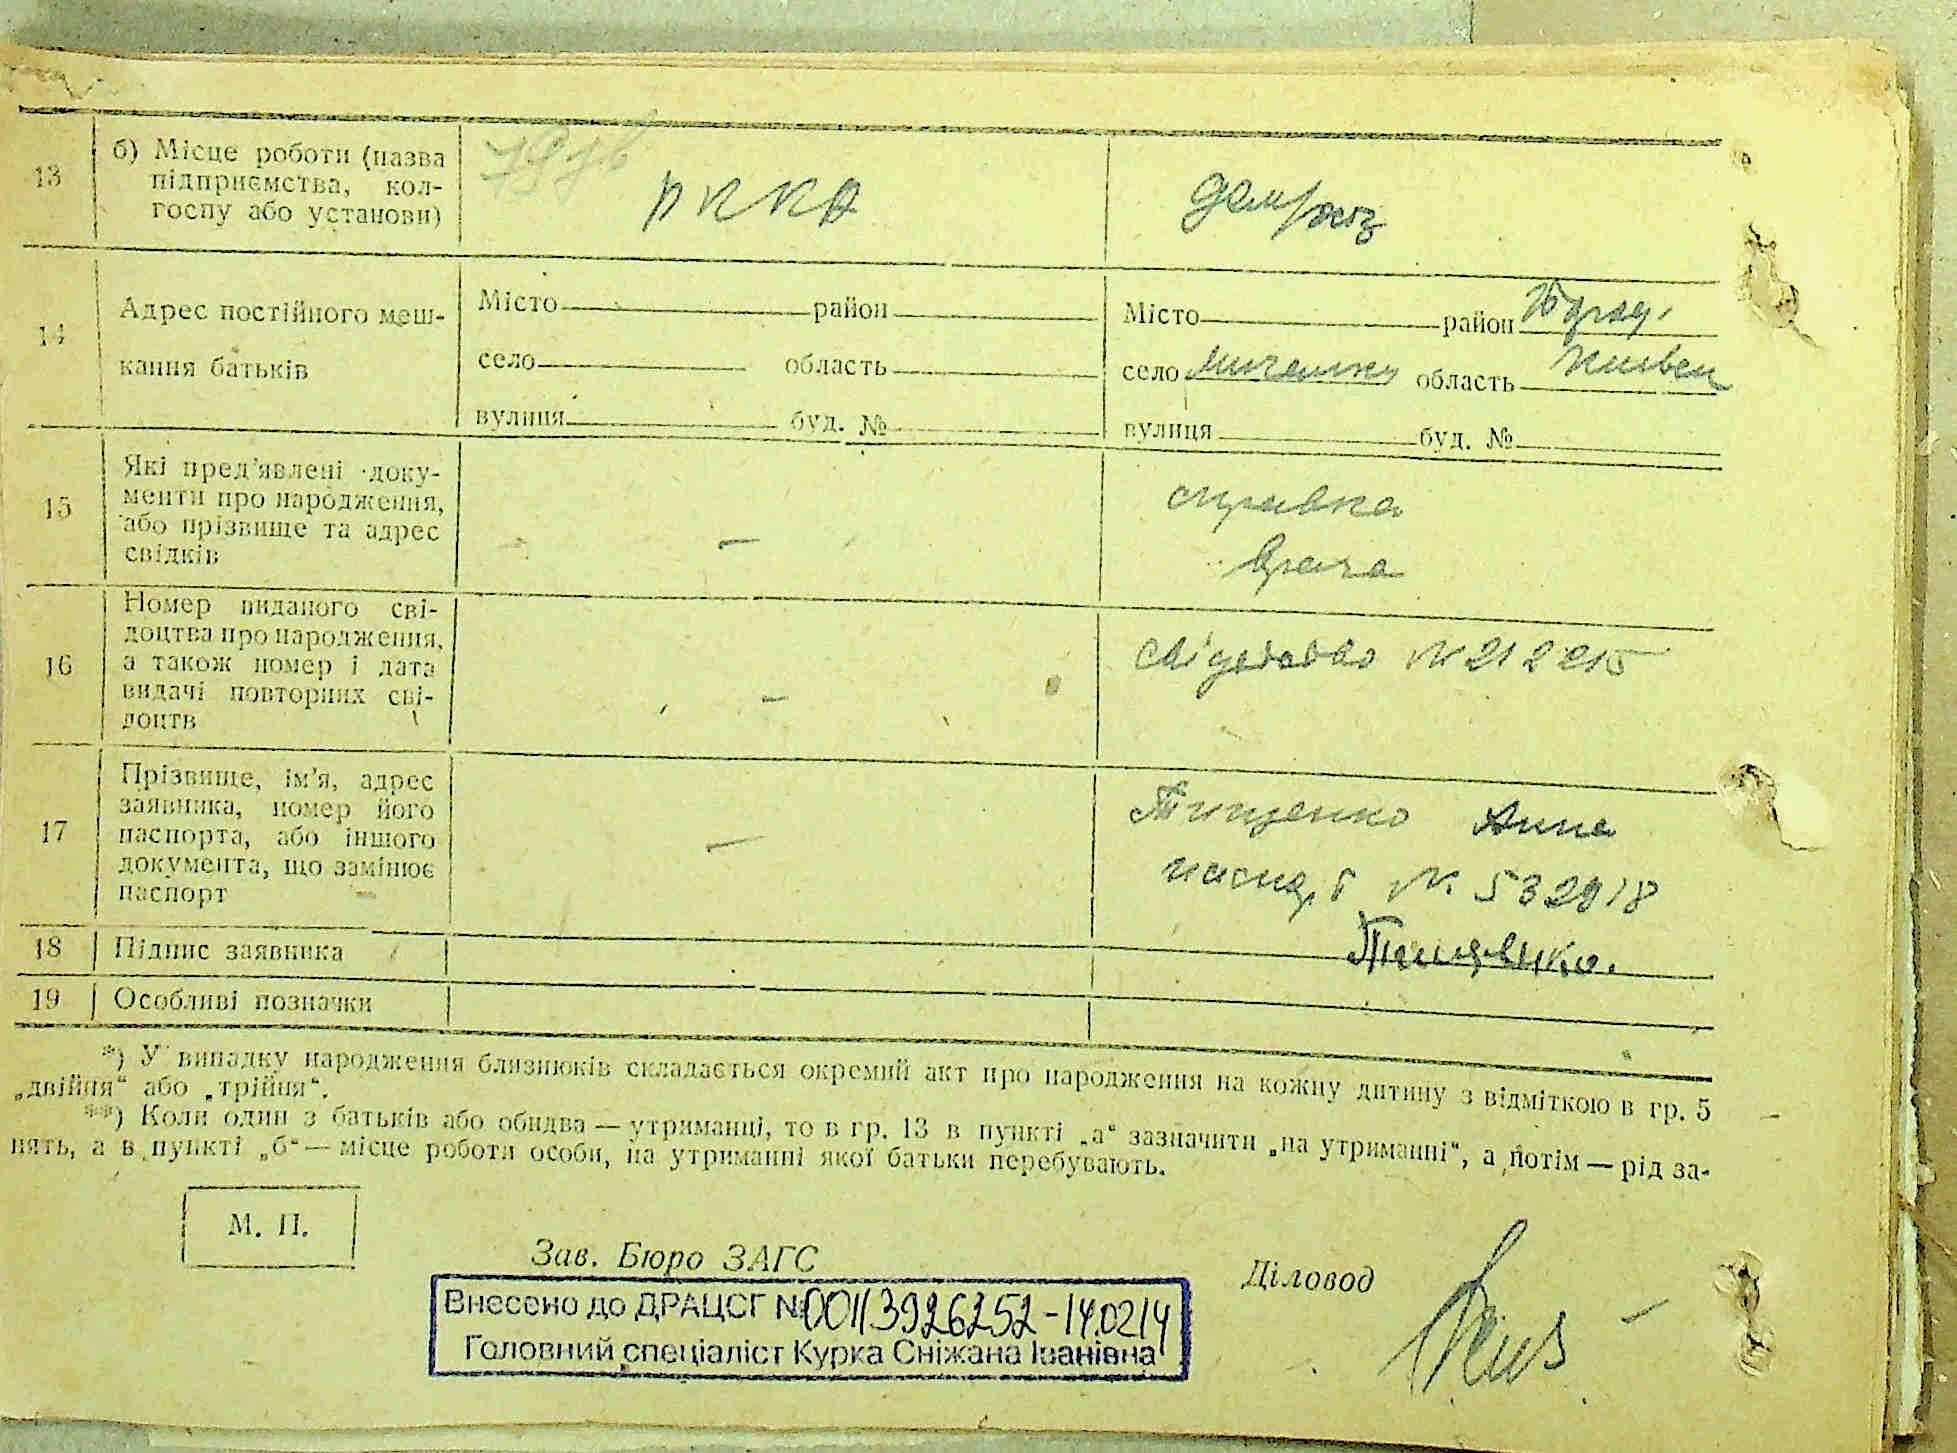 13 б) Місце роботи (назва
підприємства, кол-
госпу або установи)
РККА
14 Адрес постійного меш-
кання батьків
Місто район
село область
вулиця буд. №
Місто район
село область
вулиця буд. №
15 Які пред'явлені доку-
менти про народження,
або прізвище та адрес
свідків
—
справка
врача
16 Номер виданого сві-
доцтва про народження,
а також номер і дата
видачі повторних сві-
доцтв
—
№ 212215
17 Прізвище, ім'я, адрес
заявника, номер його
паспорта, або іншого
документа, що замінює
паспорт
—
Тищенко Анна
№ 532918
18 Підпис заявника
Тищенко.
19 Особливі позначки
*) У випадку народження близнюків складається окремий акт про народження на кожну дитину з відміткою в гр. 5
„двійня“ або „трійня“.
**) Коли один з батьків або обидва — утриманці, то в гр. 13 в пункті „а“ зазначити „на утриманні“, а потім — рід за-
нять, а в пункті „б“ — місце роботи особи, на утриманні якої батьки перебувають.
М. П.
Зав. Бюро ЗАГС
Діловод
Внесено до ДРАЦСГ №00113926252-14.0214
Головний спеціаліст Курка Сніжана Іванівна